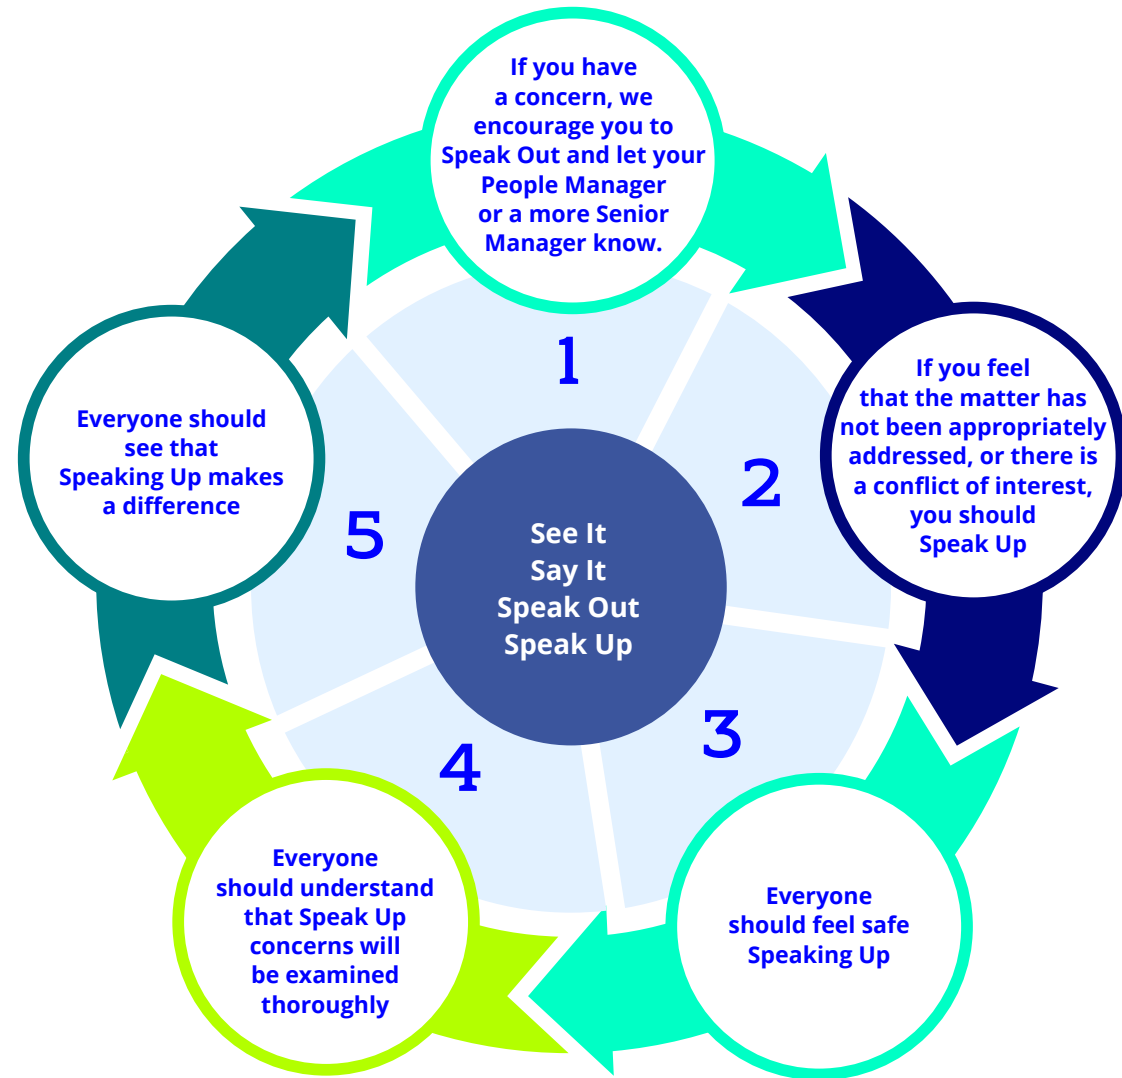 If you have
a concern, we
encourage you to
Speak Out and let your
People Manager
or a more Senior
Manager know.
1
If you feel
that the matter has
not been appropriately
addressed, or there is
a conflict of interest,
you should
Speak Up
2
Everyone
should feel safe
Speaking Up
3
Everyone
should understand
that Speak Up
concerns will
be examined
thoroughly
4
Everyone should
see that
Speaking Up makes
a difference
5
See It
Say It
Speak Out
Speak Up